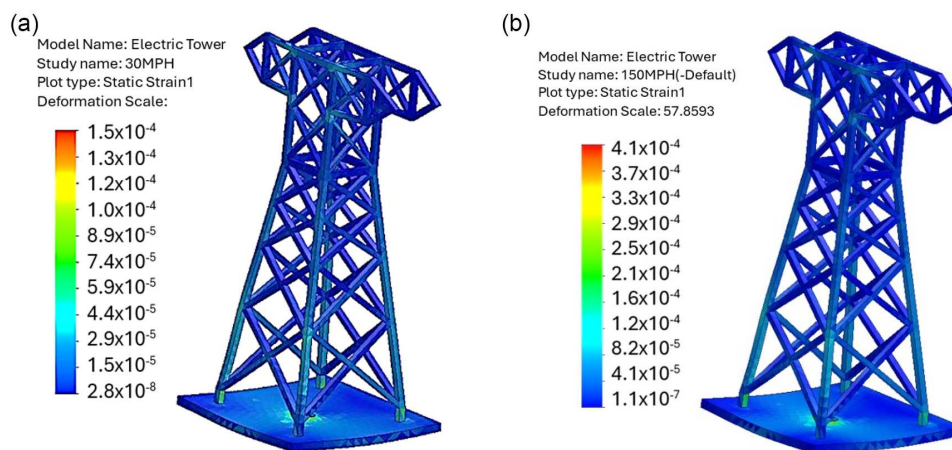 (a)
Model Name: Electric Tower
Study name: 30MPH
Plot type: Static Strain1
Deformation Scale:
1.5x10⁻⁴
1.3x10⁻⁴
1.2x10⁻⁴
1.0x10⁻⁴
8.9x10⁻⁵
7.4x10⁻⁵
5.9x10⁻⁵
4.4x10⁻⁵
2.9x10⁻⁵
1.5x10⁻⁵
2.8x10⁻⁸
(b)
Model Name: Electric Tower
Study name: 150MPH(-Default)
Plot type: Static Strain1
Deformation Scale: 57.8593
4.1x10⁻⁴
3.7x10⁻⁴
3.3x10⁻⁴
2.9x10⁻⁴
2.5x10⁻⁴
2.1x10⁻⁴
1.6x10⁻⁴
1.2x10⁻⁴
8.2x10⁻⁵
4.1x10⁻⁵
1.1x10⁻⁷